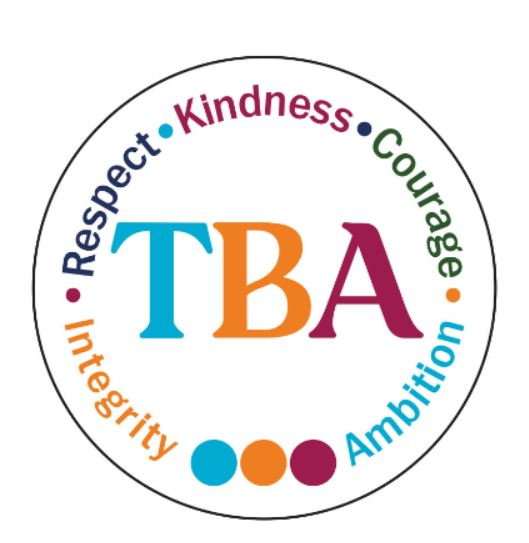 Respect • Kindness • Courage
TBA
Integrity
Ambition